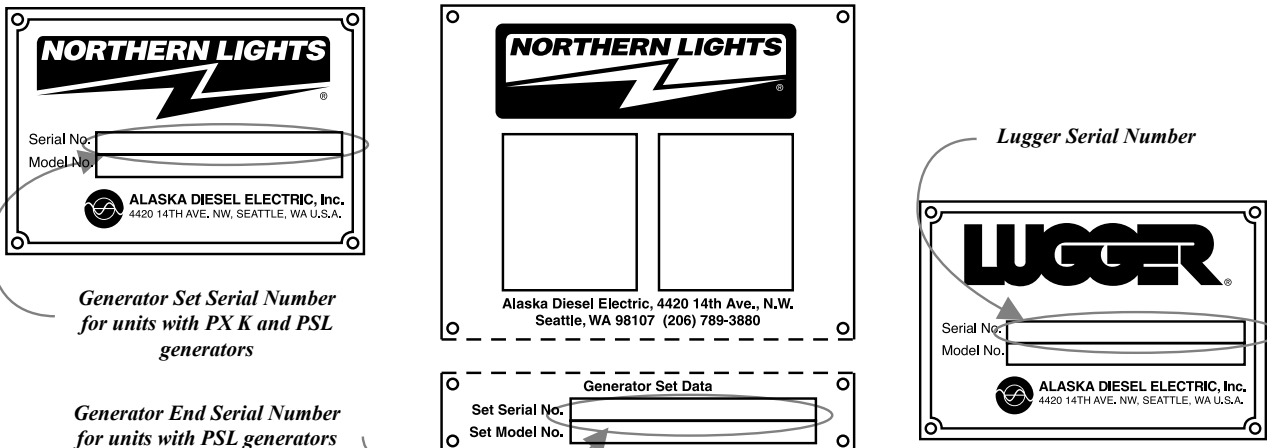 NORTHERN LIGHTS
®
Serial No.
Model No.
ALASKA DIESEL ELECTRIC, Inc.
4420 14TH AVE. NW, SEATTLE, WA U.S.A.
Generator Set Serial Number
for units with PX K and PSL
generators
Generator End Serial Number
for units with PSL generators
NORTHERN LIGHTS
®
Alaska Diesel Electric, 4420 14th Ave., N.W.
Seattle, WA 98107 (206) 789-3880
Generator Set Data
Set Serial No.
Set Model No.
Lugger Serial Number
LUGGER
®
Serial No.
Model No.
ALASKA DIESEL ELECTRIC, Inc.
4420 14TH AVE. NW, SEATTLE, WA U.S.A.